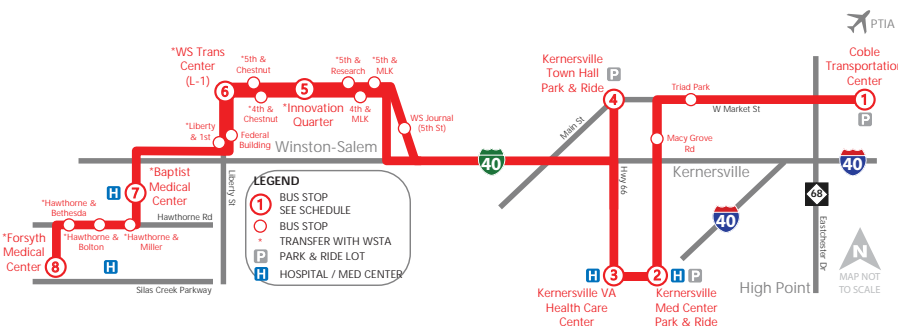 PTIA
Coble
Transportation
Center
1
P
*WS Trans
Center
(L-1)
6
*5th &
Chestnut
*4th &
Chestnut
5
*Innovation
Quarter
*5th &
Research
*5th &
MLK
4th &
MLK
WS Journal
(5th St)
Kernersville
Town Hall
Park & Ride
P
4
Triad Park
W Market St
Main St
Macy Grove
Rd
*Liberty
& 1st
Federal
Building
Winston-Salem
40
Kernersville
40
Hwy 66
68
Eastchester Dr
40
H
7
*Baptist
Medical
Center
Liberty St
Hawthorne Rd
*Hawthorne &
Bethesda
*Hawthorne &
Bolton
*Hawthorne &
Miller
*Forsyth
Medical
Center
8
H
Silas Creek Parkway
LEGEND
1
BUS STOP
SEE SCHEDULE
BUS STOP
* TRANSFER WITH WSTA
P PARK & RIDE LOT
H HOSPITAL / MED CENTER
H
3
2
H
P
Kernersville VA
Health Care
Center
Kernersville
Med Center
Park & Ride
High Point
N
MAP NOT
TO SCALE